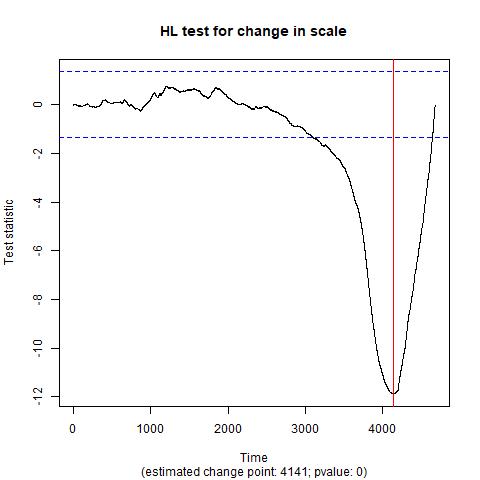 HL test for change in scale
Test statistic
0
-2
-4
-6
-8
-10
-12
0 1000 2000 3000 4000
Time
(estimated change point: 4141; pvalue: 0)